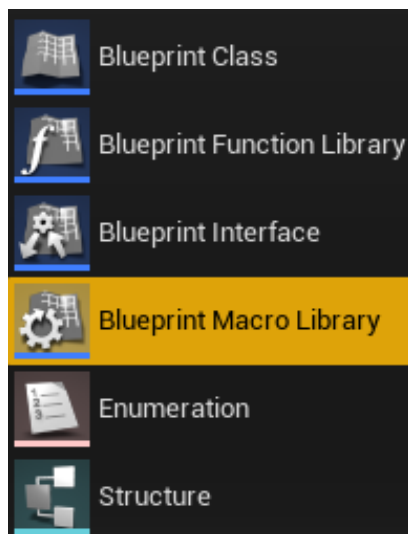 Blueprint Class
Blueprint Function Library
Blueprint Interface
Blueprint Macro Library
Enumeration
Structure